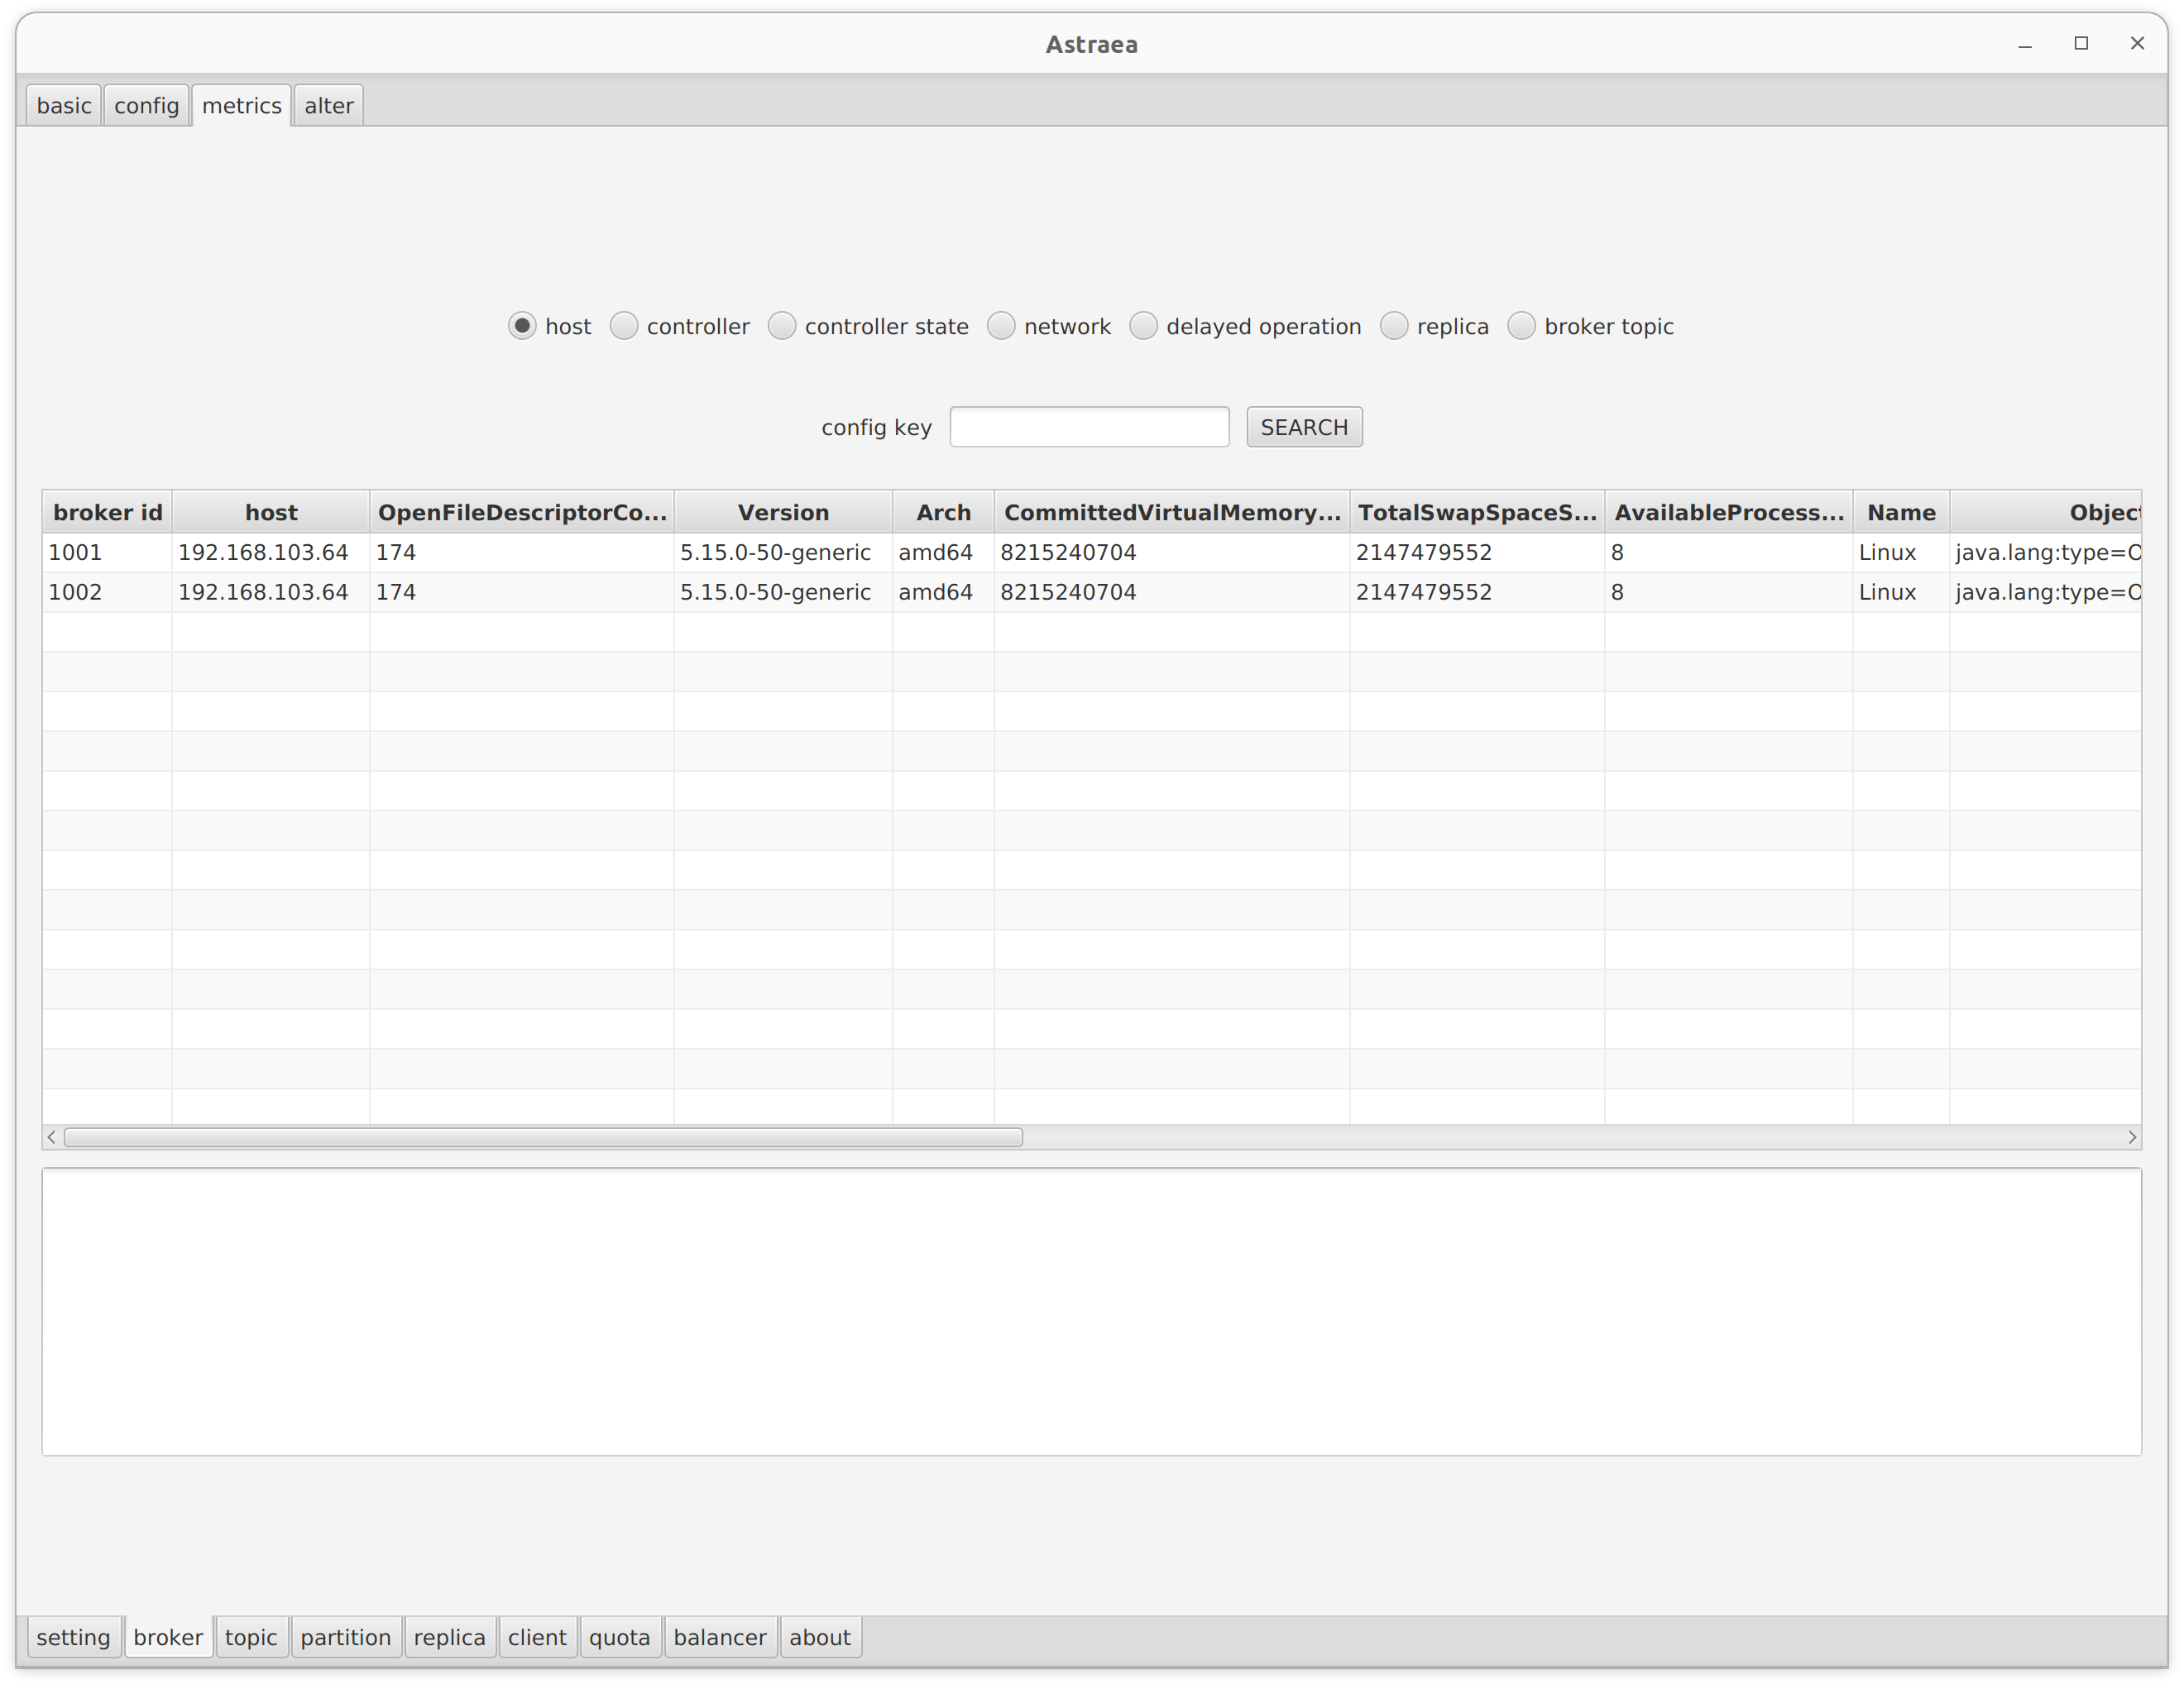 Astraea
basic config metrics alter
host controller controller state network delayed operation replica broker topic
config key SEARCH
broker id host OpenFileDescriptorCo... Version Arch CommittedVirtualMemory... TotalSwapSpaceS... AvailableProcess... Name Object
1001 192.168.103.64 174 5.15.0-50-generic amd64 8215240704 2147479552 8 Linux java.lang:type=O
1002 192.168.103.64 174 5.15.0-50-generic amd64 8215240704 2147479552 8 Linux java.lang:type=O
setting broker topic partition replica client quota balancer about